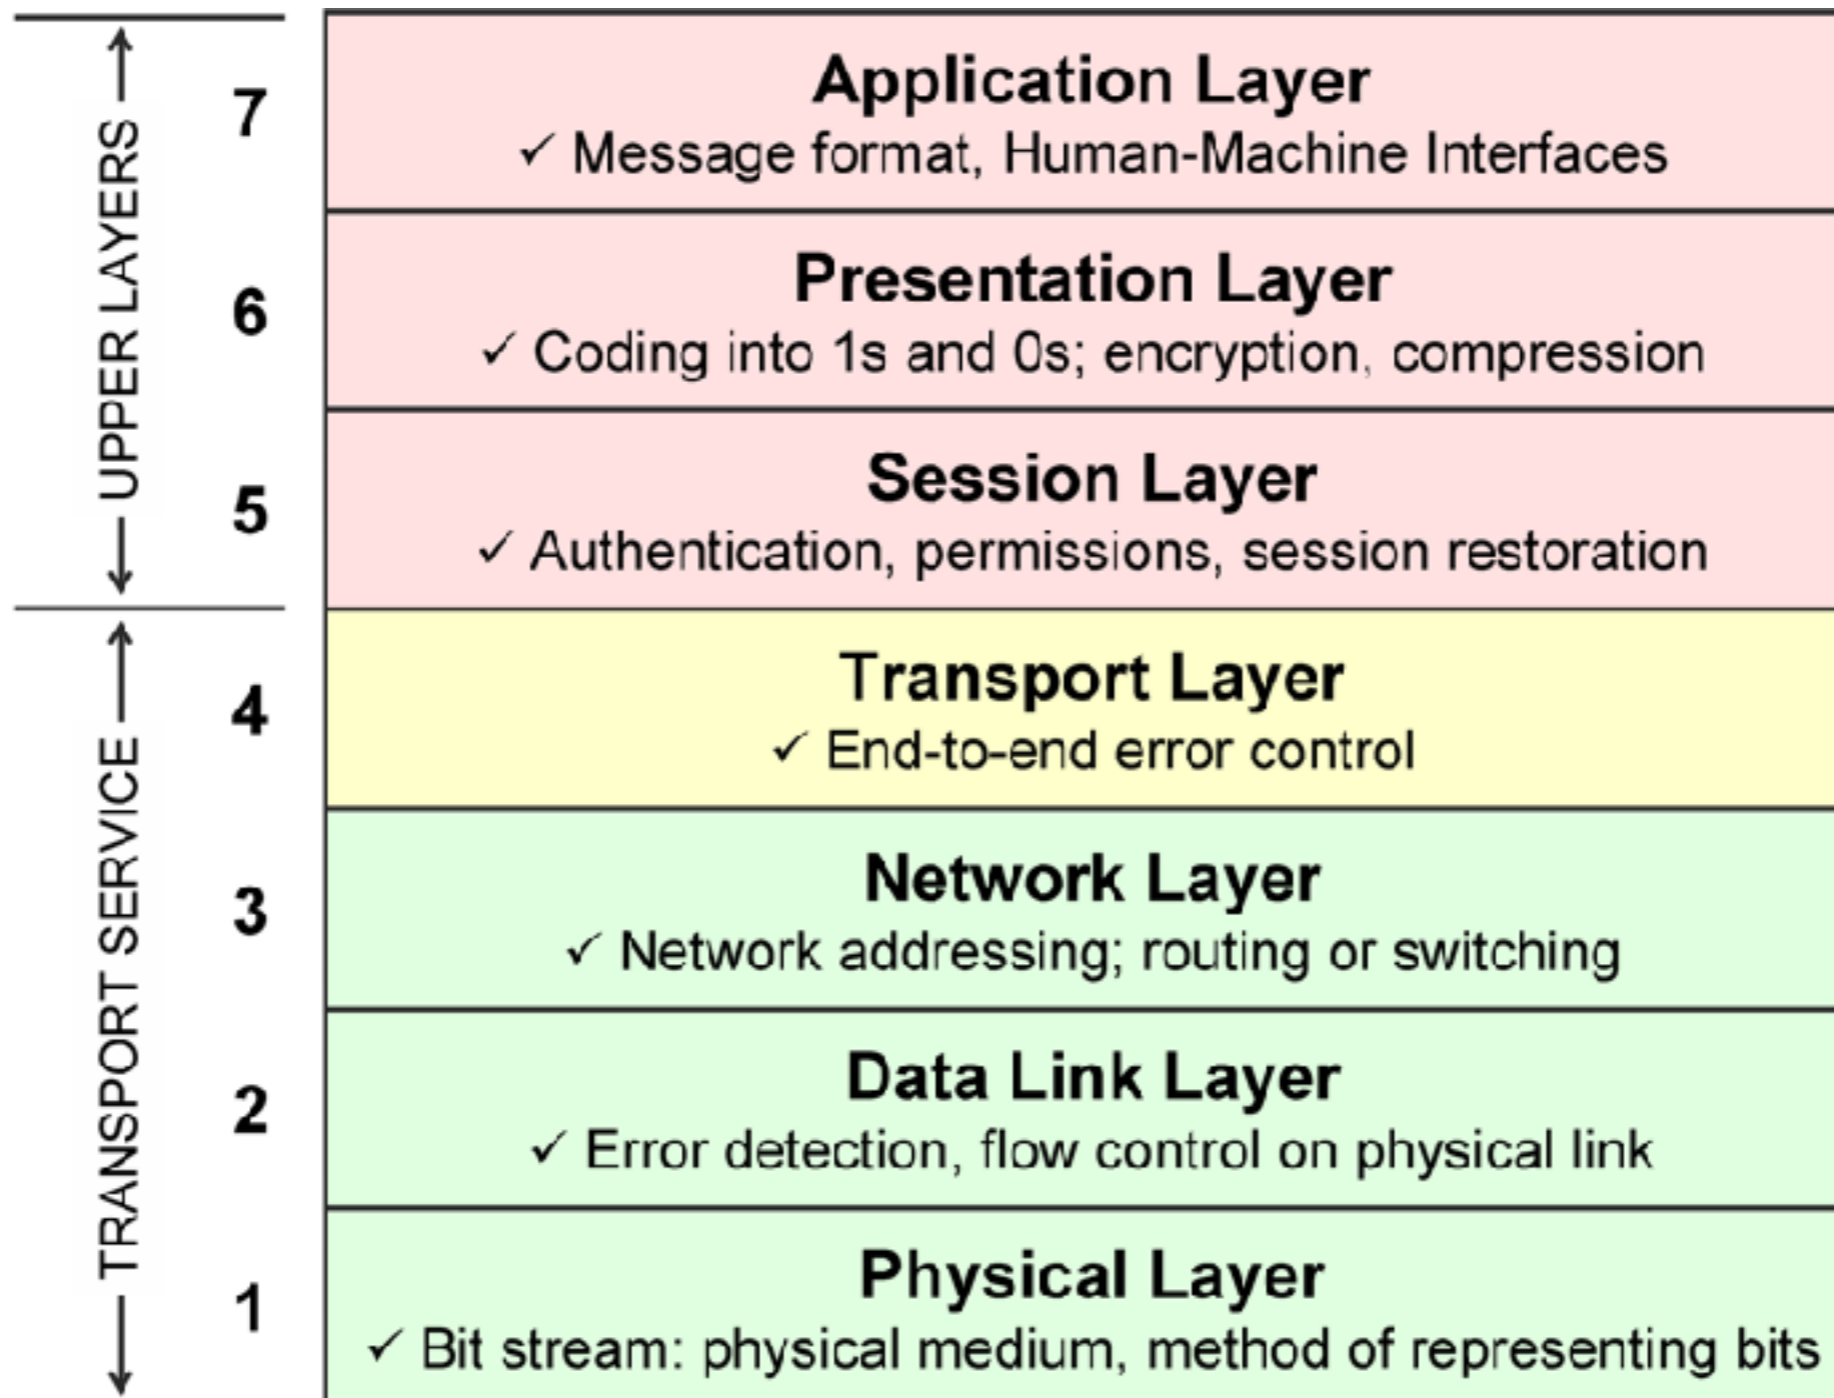 UPPER LAYERS
7
Application Layer
✓ Message format, Human-Machine Interfaces
6
Presentation Layer
✓ Coding into 1s and 0s; encryption, compression
5
Session Layer
✓ Authentication, permissions, session restoration
TRANSPORT SERVICE
4
Transport Layer
✓ End-to-end error control
3
Network Layer
✓ Network addressing; routing or switching
2
Data Link Layer
✓ Error detection, flow control on physical link
1
Physical Layer
✓ Bit stream: physical medium, method of representing bits